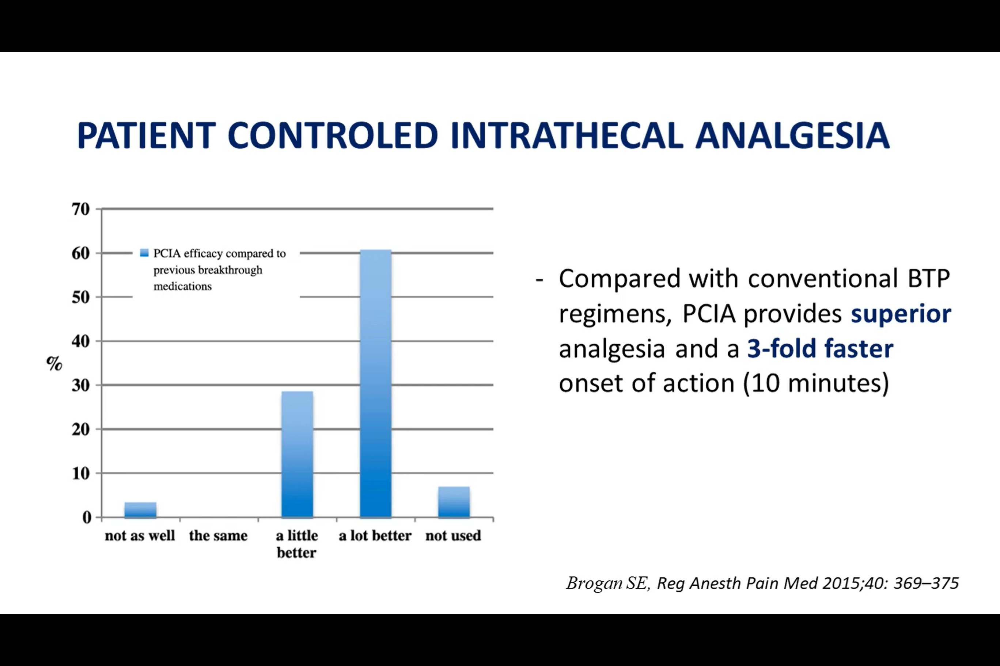 PATIENT CONTROLED INTRATHECAL ANALGESIA
70
60
50
40
30
20
10
0
%
PCIA efficacy compared to
previous breakthrough
medications
not as well
the same
a little
better
a lot better
not used
- Compared with conventional BTP
regimens, PCIA provides superior
analgesia and a 3-fold faster
onset of action (10 minutes)
Brogan SE, Reg Anesth Pain Med 2015;40: 369–375